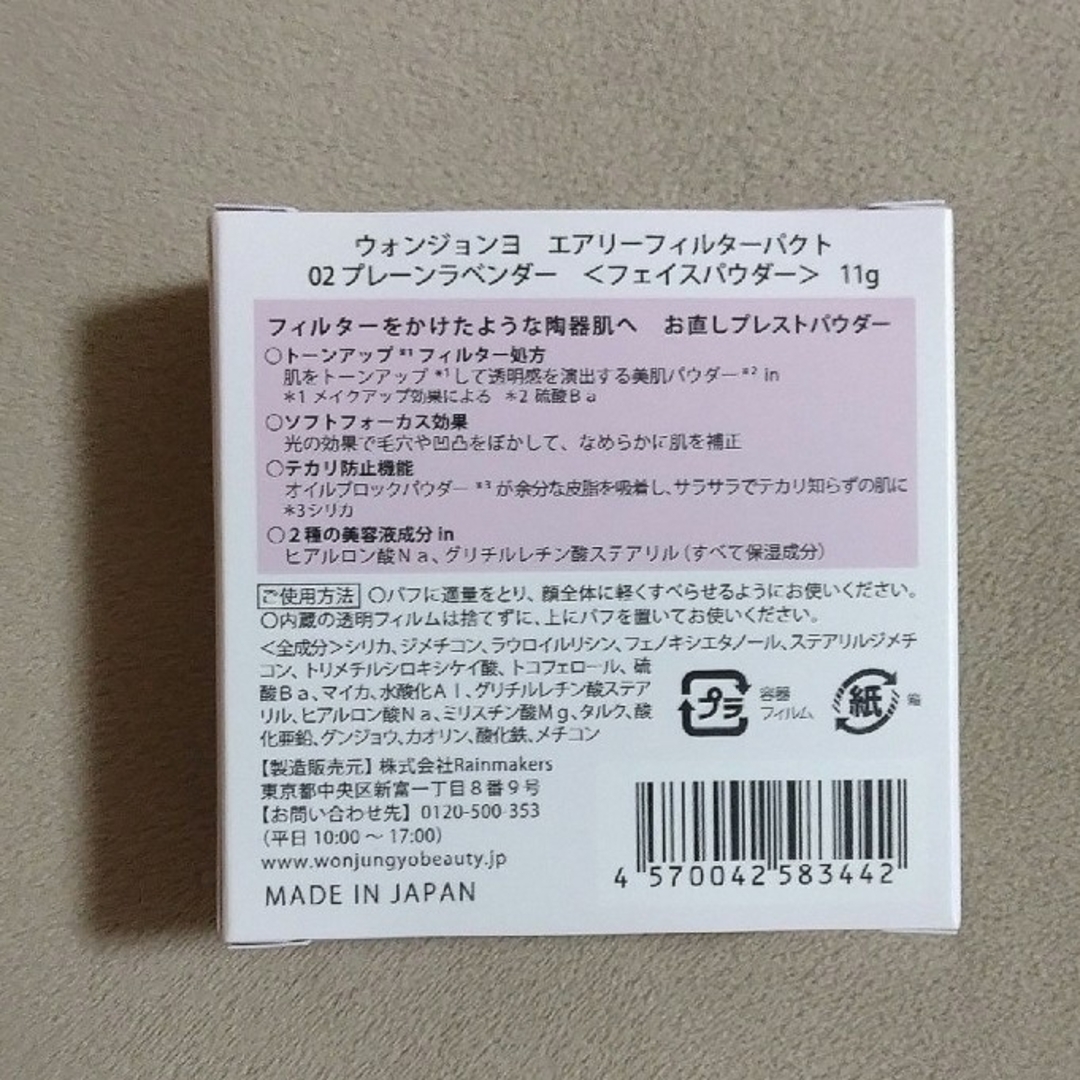 ウォンジョンヨ　エアリーフィルターパクト
02 プレーンラベンダー　＜フェイスパウダー＞　11g
フィルターをかけたような陶器肌へ　お直しプレストパウダー
○トーンアップ※1 フィルター処方
肌をトーンアップ ※1 して透明感を演出する美肌パウダー※2 in
※1 メイクアップ効果による　※2 硫酸Ｂａ
○ソフトフォーカス効果
光の効果で毛穴や凹凸をぼかして、なめらかに肌を補正
○テカリ防止機能
オイルブロックパウダー ※3 が余分な皮脂を吸着し、サラサラでテカリ知らずの肌に
※3シリカ
○２種の美容液成分 in
ヒアルロン酸Ｎａ、グリチルレチン酸ステアリル（すべて保湿成分）
ご使用方法 ○パフに適量をとり、顔全体に軽くすべらせるようにお使いください。
○内蔵の透明フィルムは捨てずに、上にパフを置いてお使いください。
＜全成分＞シリカ、ジメチコン、ラウロイルリシン、フェノキシエタノール、ステアリルジメチ
コン、トリメチルシロキシケイ酸、トコフェロール、硫
酸Ｂａ、マイカ、水酸化Ａｌ、グリチルレチン酸ステア
リル、ヒアルロン酸Ｎａ、ミリスチン酸Ｍｇ、タルク、酸
化亜鉛、グンジョウ、カオリン、酸化鉄、メチコン
プラ
容器
フィルム
紙
箱
【製造販売元】株式会社Rainmakers
東京都中央区新富一丁目８番９号
【お問い合わせ先】0120-500-353
（平日 10:00 ～ 17:00）
www.wonjungyobeauty.jp
MADE IN JAPAN
4 570042 583442